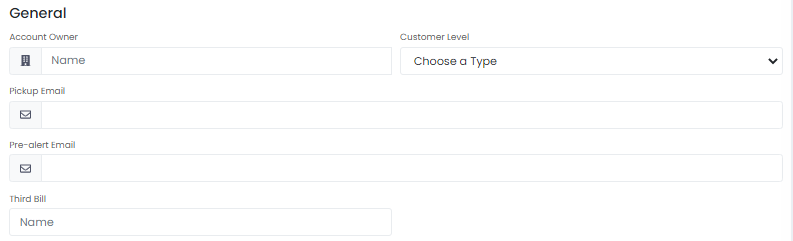 General
Account Owner
Customer Level
Name
Choose a Type
Pickup Email
Pre-alert Email
Third Bill
Name